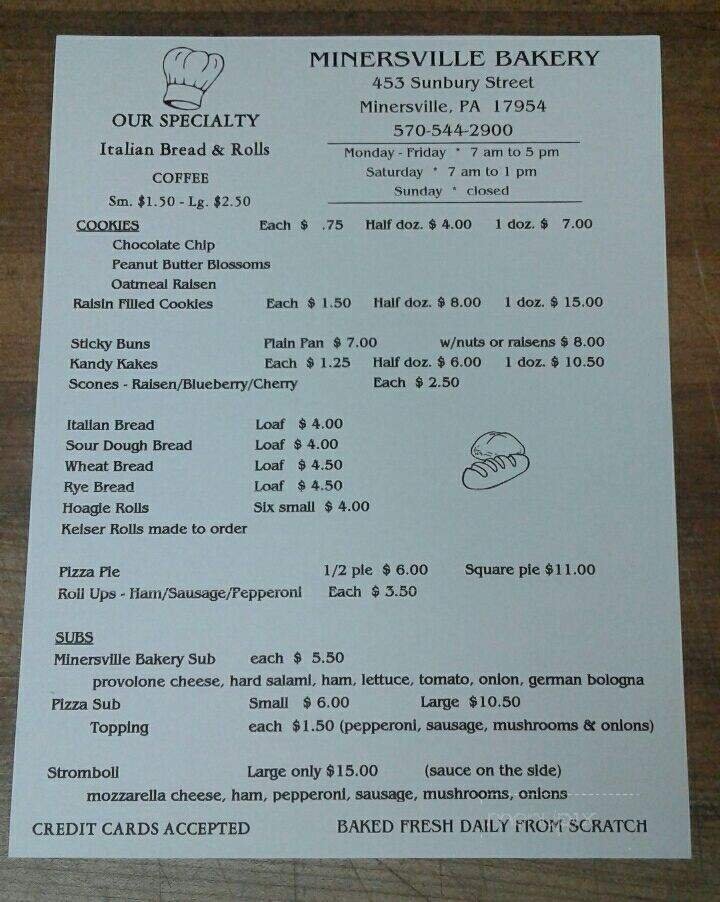 MINERSVILLE BAKERY
453 Sunbury Street
Minersville, PA 17954
570-544-2900
Monday - Friday * 7 am to 5 pm
Saturday * 7 am to 1 pm
Sunday * closed
OUR SPECIALTY
Italian Bread & Rolls
COFFEE
Sm. $1.50 - Lg. $2.50
COOKIES Each $ .75 Half doz. $ 4.00 1 doz. $ 7.00
Chocolate Chip
Peanut Butter Blossoms
Oatmeal Raisen
Raisin Filled Cookies Each $ 1.50 Half doz. $ 8.00 1 doz. $ 15.00
Sticky Buns Plain Pan $ 7.00 w/nuts or raisens $ 8.00
Kandy Kakes Each $ 1.25 Half doz. $ 6.00 1 doz. $ 10.50
Scones - Raisen/Blueberry/Cherry Each $ 2.50
Italian Bread Loaf $ 4.00
Sour Dough Bread Loaf $ 4.00
Wheat Bread Loaf $ 4.50
Rye Bread Loaf $ 4.50
Hoagie Rolls Six small $ 4.00
Keiser Rolls made to order
Pizza Pie 1/2 pie $ 6.00 Square pie $11.00
Roll Ups - Ham/Sausage/Pepperoni Each $ 3.50
SUBS
Minersville Bakery Sub each $ 5.50
provolone cheese, hard salami, ham, lettuce, tomato, onion, german bologna
Pizza Sub Small $ 6.00 Large $10.50
Topping each $1.50 (pepperoni, sausage, mushrooms & onions)
Stromboli Large only $15.00 (sauce on the side)
mozzarella cheese, ham, pepperoni, sausage, mushrooms, onions
CREDIT CARDS ACCEPTED BAKED FRESH DAILY FROM SCRATCH